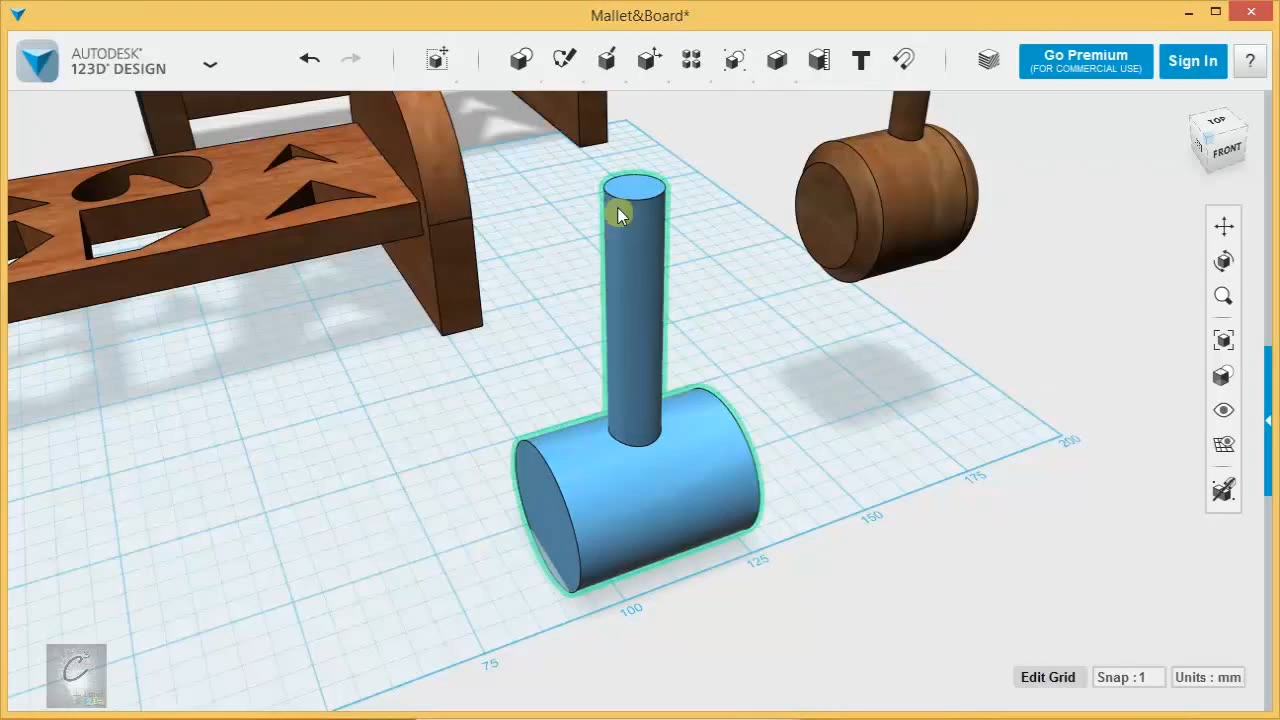 Mallet&Board*
AUTODESK®
123D® DESIGN
Go Premium
(FOR COMMERCIAL USE)
Sign In
?
TOP
FRONT
200
175
150
125
100
75
Edit Grid
Snap : 1
Units : mm